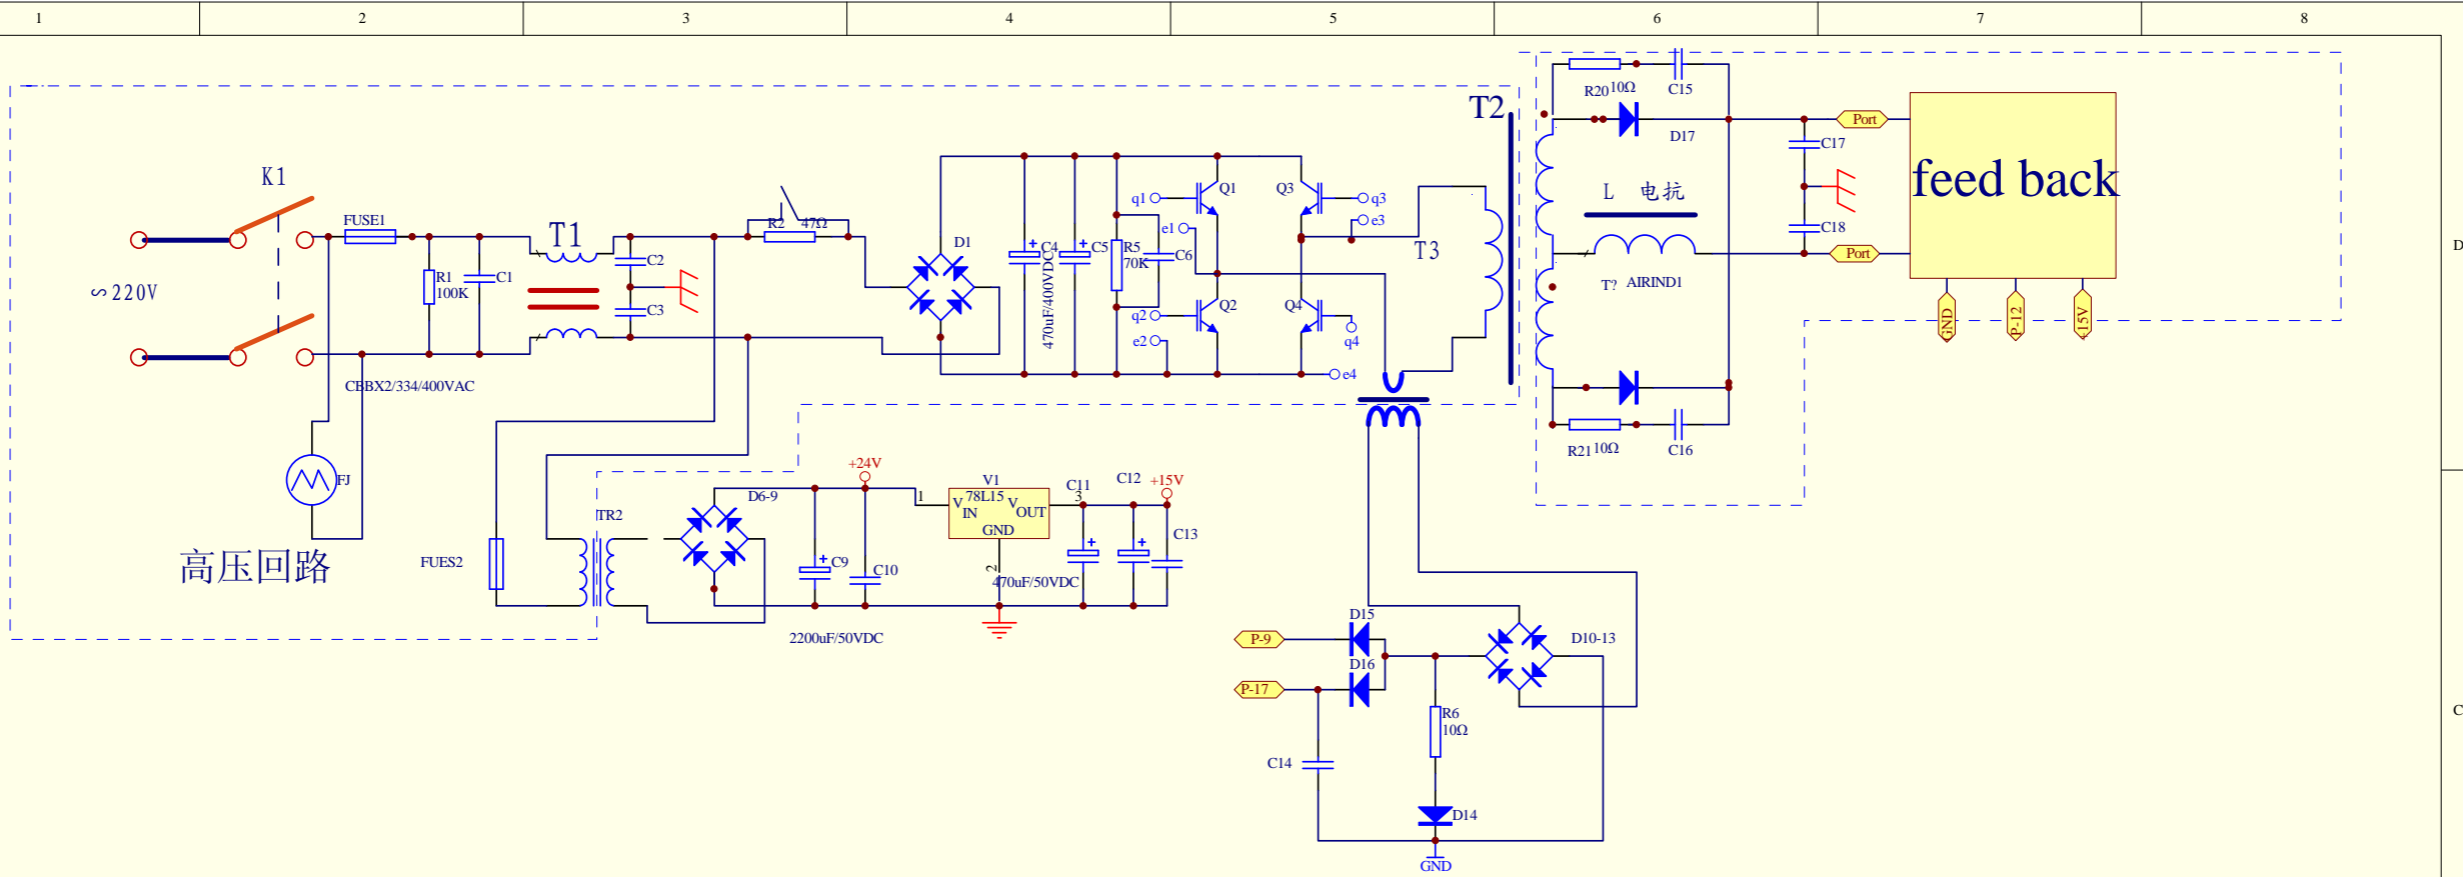 1 2 3 4 5 6 7 8
D
C
K1
∽220V
FUSE1
R1
100K
C1
CBBX2/334/400VAC
FJ
高压回路
T1
C2
C3
R2 47Ω
D1
C4
470uF/400VDC
C5
R5
70K
C6
q1
e1
q2
e2
Q1
Q2
Q3
Q4
q3
e3
q4
e4
T2
T3
R20 10Ω
C15
D17
L 电抗
T? AIRIND1
R21 10Ω
C16
C17
C18
Port
Port
feed back
GND
P-12
+15V
FUES2
TR2
D6-9
+24V
C9
C10
2200uF/50VDC
V1
78L15
V IN
V OUT
GND
1
2
3
470uF/50VDC
C11
C12
+15V
C13
P-9
P-17
D15
D16
D10-13
R6
10Ω
C14
D14
GND